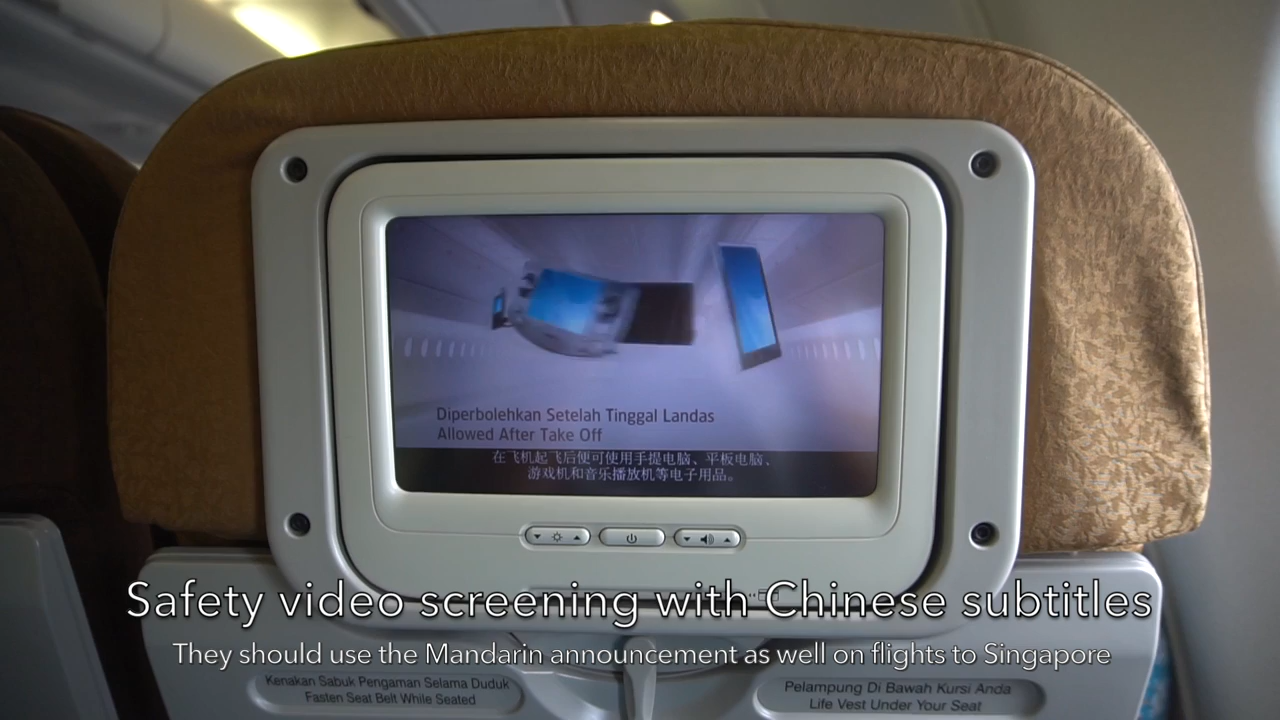 Diperbolehkan Setelah Tinggal Landas
Allowed After Take Off
在飞机起飞后便可使用手提电脑、平板电脑、
游戏机和音乐播放机等电子用品。
Safety video screening with Chinese subtitles
They should use the Mandarin announcement as well on flights to Singapore
Kenakan Sabuk Pengaman Selama Duduk
Fasten Seat Belt While Seated
Pelampung Di Bawah Kursi Anda
Life Vest Under Your Seat